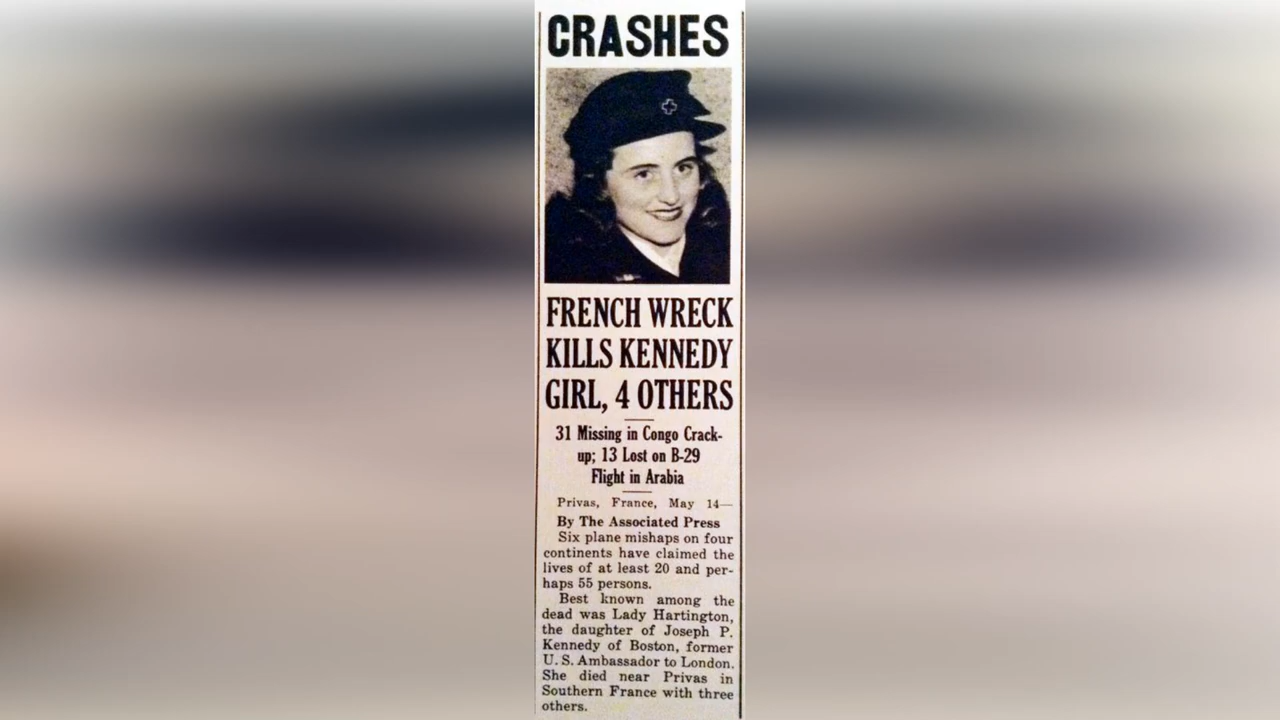 CRASHES
FRENCH WRECK
KILLS KENNEDY
GIRL, 4 OTHERS
31 Missing in Congo Crack-
up; 13 Lost on B-29
Flight in Arabia
Privas, France, May 14—
By The Associated Press
Six plane mishaps on four
continents have claimed the
lives of at least 20 and per-
haps 55 persons.
Best known among the
dead was Lady Hartington,
the daughter of Joseph P.
Kennedy of Boston, former
U. S. Ambassador to London.
She died near Privas in
Southern France with three
others.